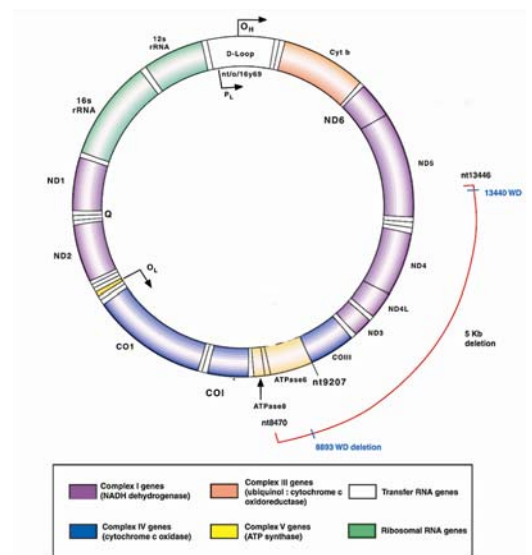 OH
12s
rRNA
D-Loop
Cyt b
nt/o/16y69
PL
16s
rRNA
ND6
ND5
nt13446
13440 WD
ND1
Q
ND2
OL
ND4
ND4L
ND3
5 Kb
deletion
CO1
COI
COIII
ATPase6
nt9207
ATPase8
nt8470
8893 WD deletion
Complex I genes
(NADH dehydrogenase)
Complex III genes
(ubiquinol : cytochrome c
oxidoreductase)
Transfer RNA genes
Complex IV genes
(cytochrome c oxidase)
Complex V genes
(ATP synthase)
Ribosomal RNA genes